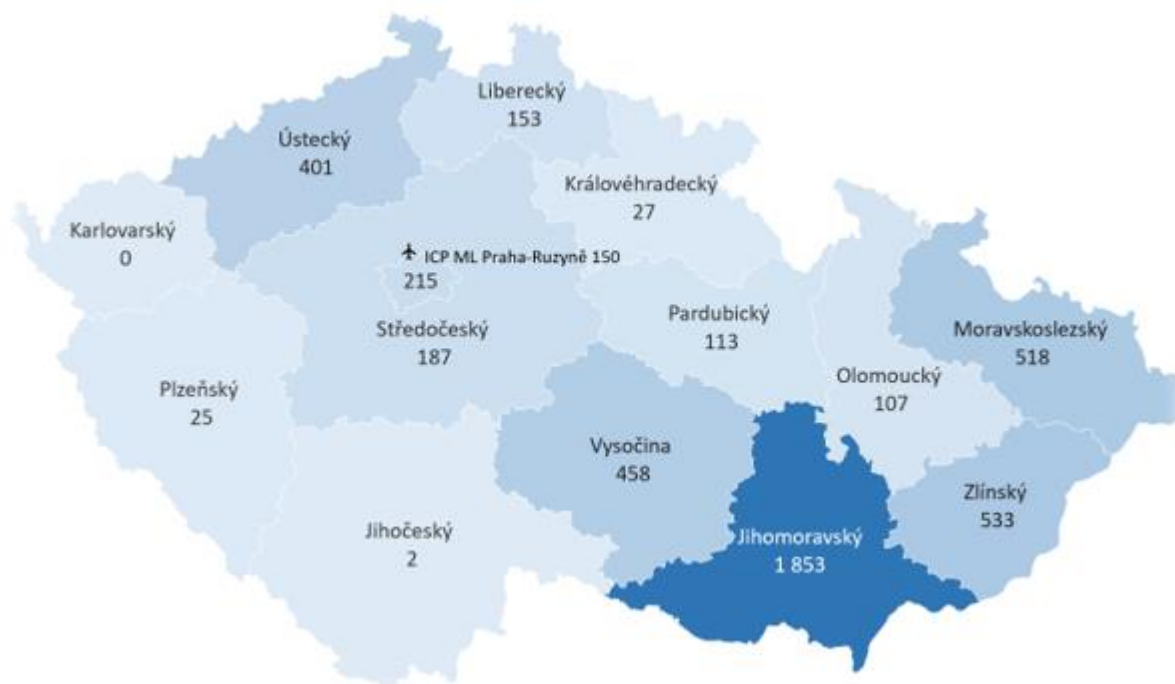 Liberecký
153
Ústecký
401
Královéhradecký
27
Karlovarský
0
ICP ML Praha-Ruzyně 150
215
Středočeský
187
Pardubický
113
Moravskoslezský
518
Plzeňský
25
Olomoucký
107
Vysočina
458
Zlínský
533
Jihočeský
2
Jihomoravský
1 853